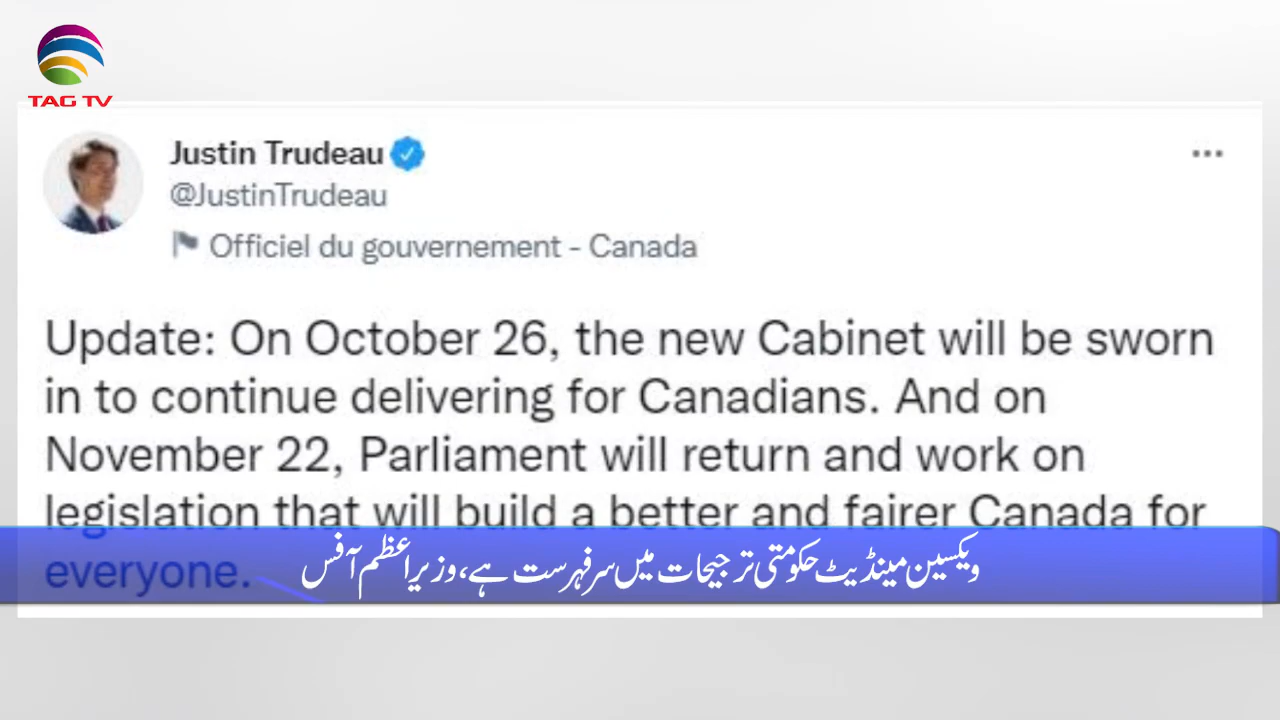 TAG TV
Justin Trudeau
@JustinTrudeau
Officiel du gouvernement - Canada
Update: On October 26, the new Cabinet will be sworn
in to continue delivering for Canadians. And on
November 22, Parliament will return and work on
legislation that will build a better and fairer Canada for
everyone.
ویکسین مینڈیٹ حکومتی ترجیحات میں سرفہرست ہے، وزیراعظم آفس